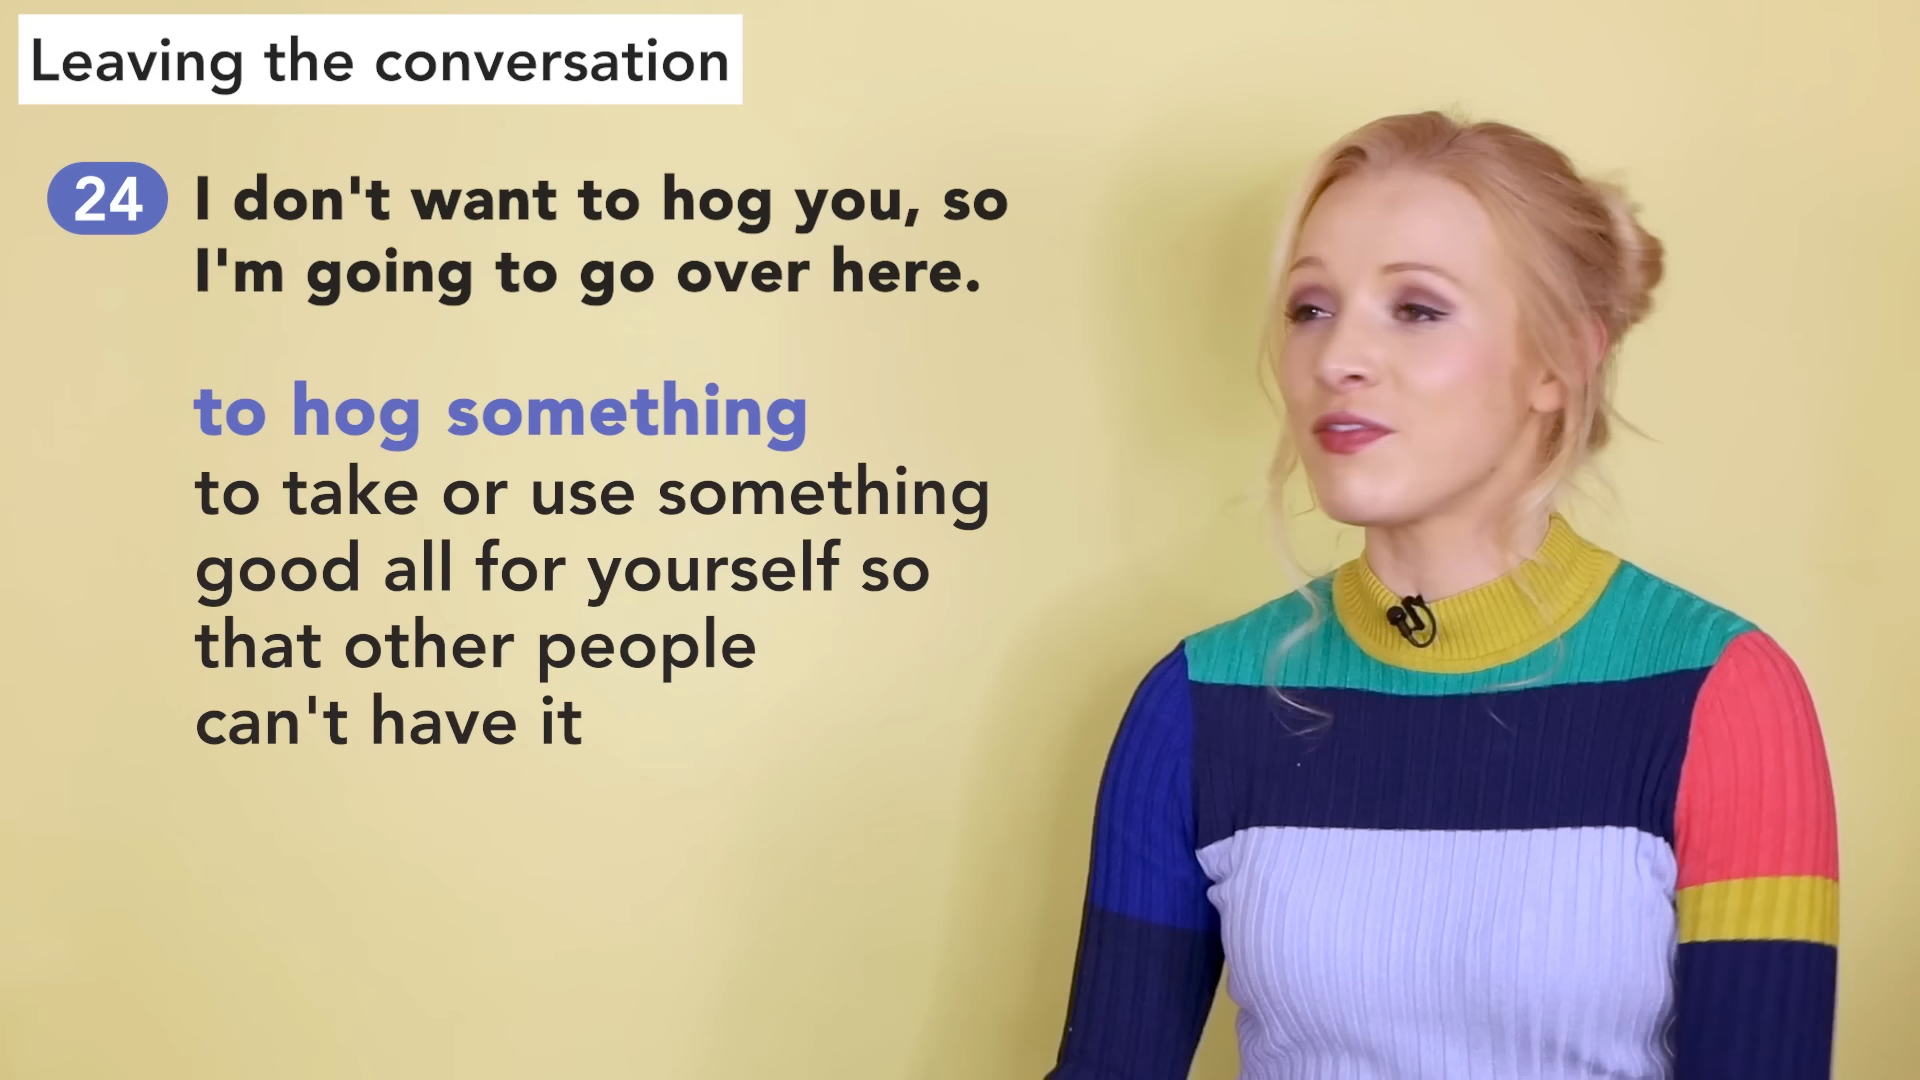 Leaving the conversation
24 I don't want to hog you, so
I'm going to go over here.
to hog something
to take or use something
good all for yourself so
that other people
can't have it